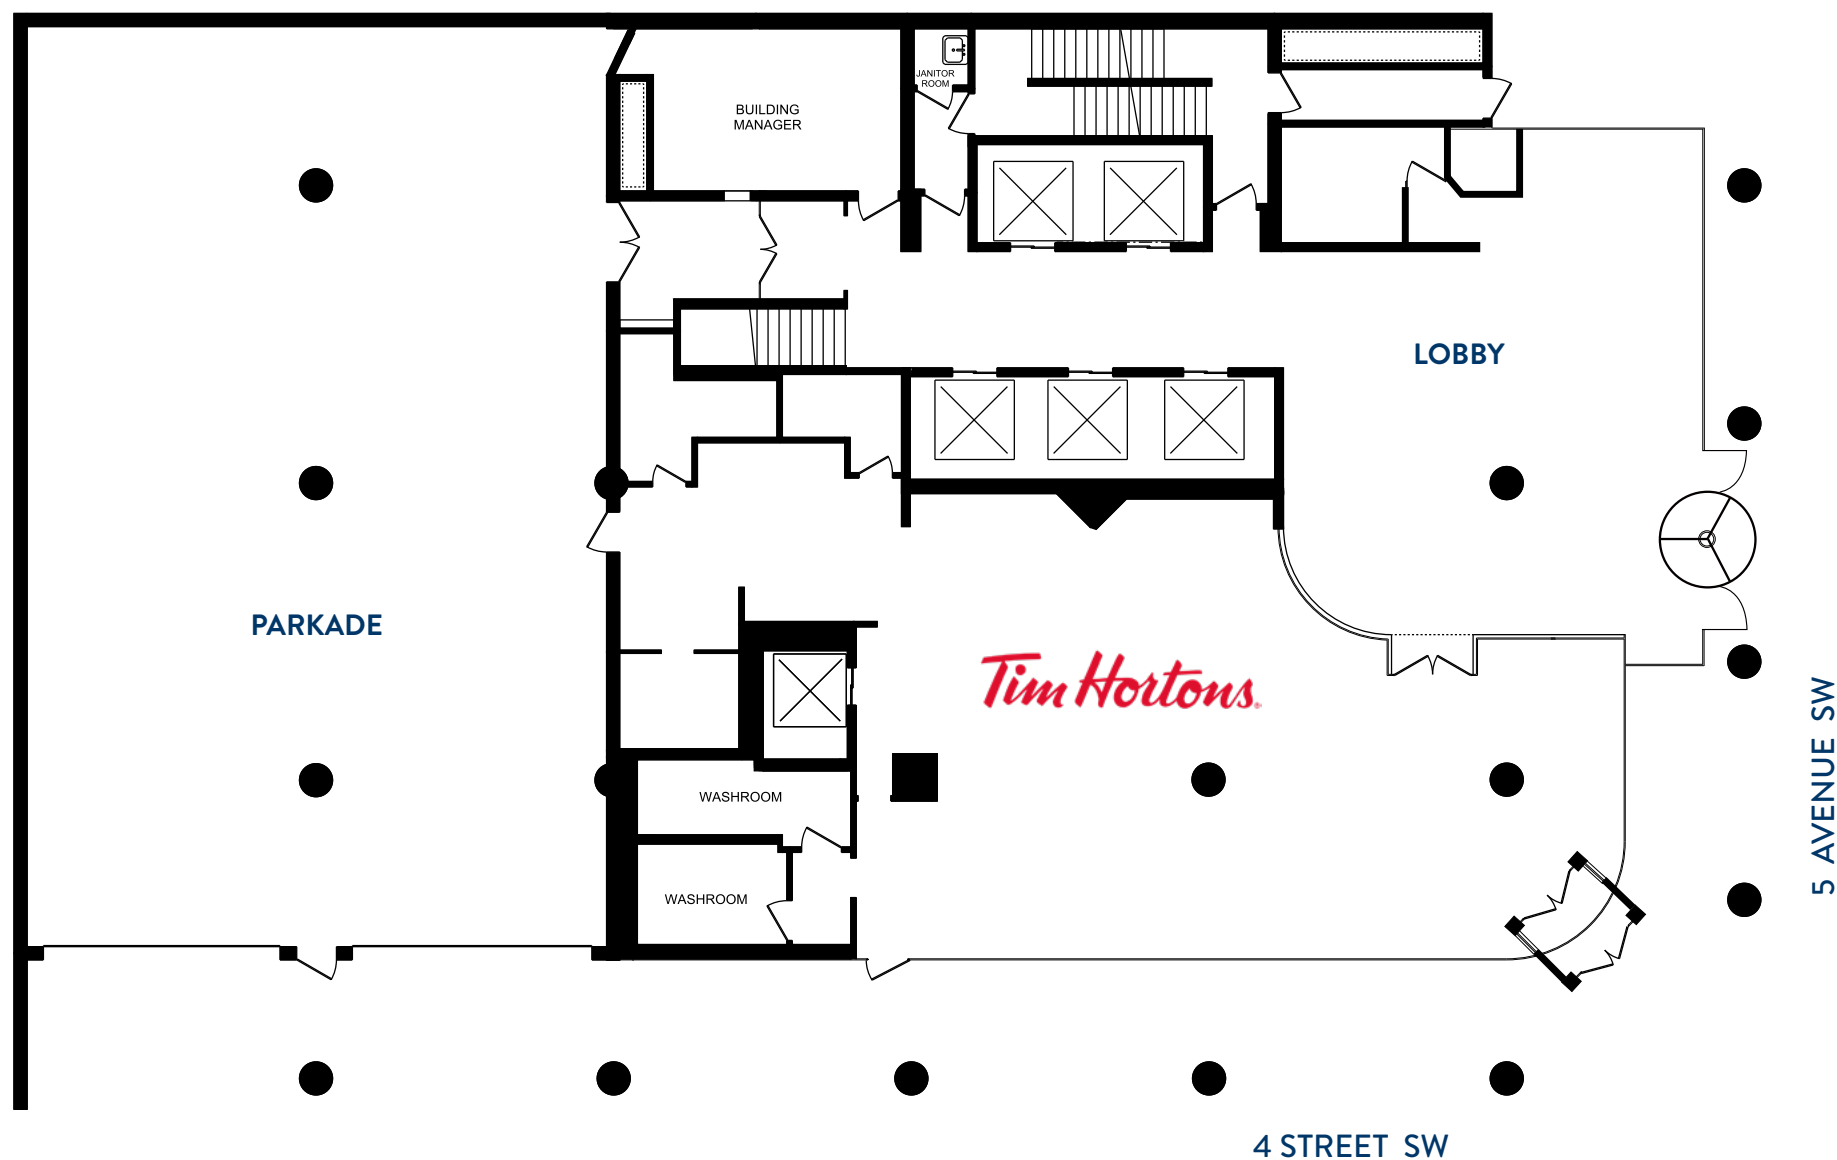 JANITOR
ROOM
BUILDING
MANAGER
LOBBY
PARKADE
Tim Hortons®
5 AVENUE SW
WASHROOM
WASHROOM
4 STREET SW